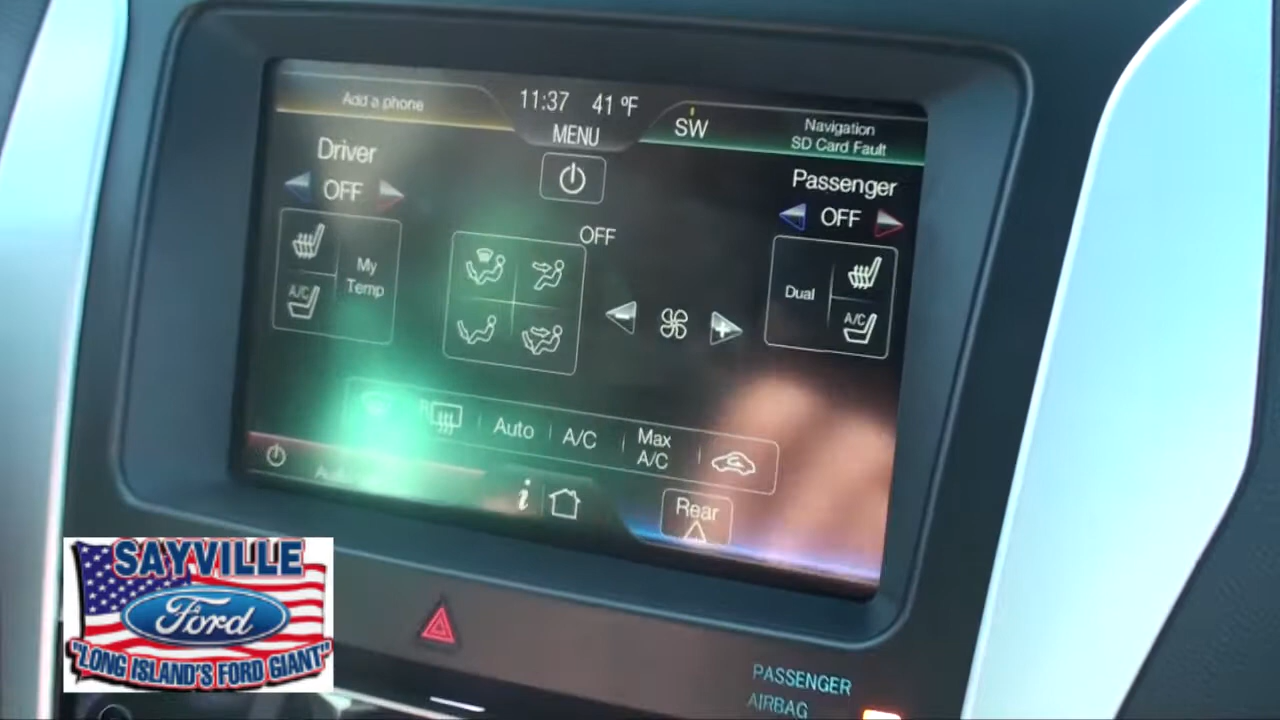 Add a phone
11:37 41 °F
MENU
SW
Navigation
SD Card Fault
Driver
OFF
Passenger
OFF
OFF
My
Temp
A/C
Dual
A/C
R
Auto
A/C
Max
A/C
i
Rear
SAYVILLE
Ford
"LONG ISLAND'S FORD GIANT"
PASSENGER
AIRBAG